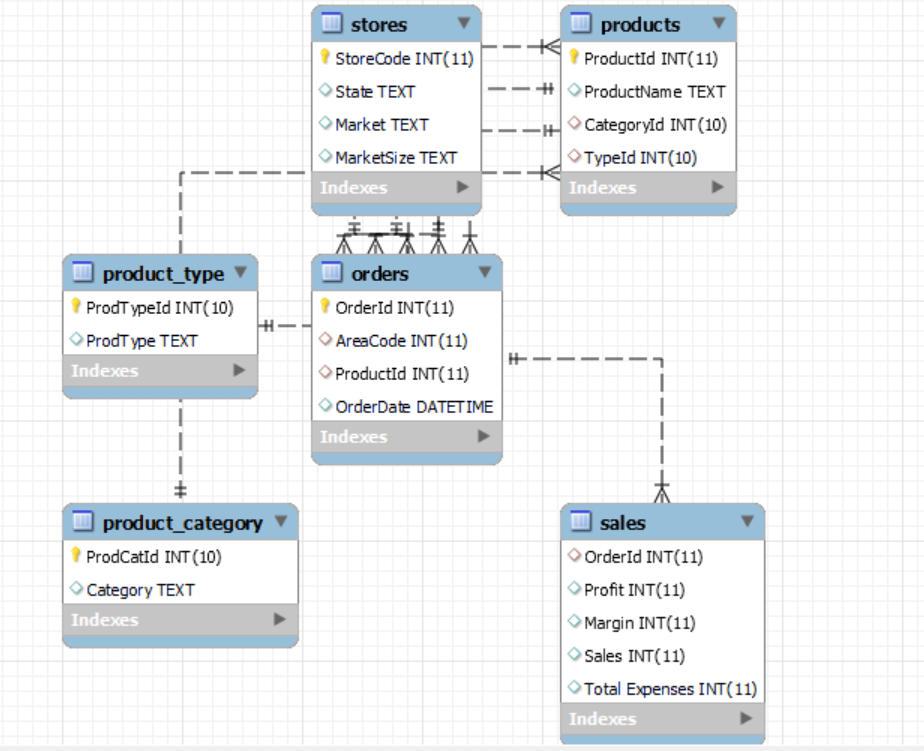 stores
StoreCode INT(11)
State TEXT
Market TEXT
MarketSize TEXT
Indexes
products
ProductId INT(11)
ProductName TEXT
CategoryId INT(10)
TypeId INT(10)
Indexes
product_type
ProdTypeId INT(10)
ProdType TEXT
Indexes
orders
OrderId INT(11)
AreaCode INT(11)
ProductId INT(11)
OrderDate DATETIME
Indexes
product_category
ProdCatId INT(10)
Category TEXT
Indexes
sales
OrderId INT(11)
Profit INT(11)
Margin INT(11)
Sales INT(11)
Total Expenses INT(11)
Indexes